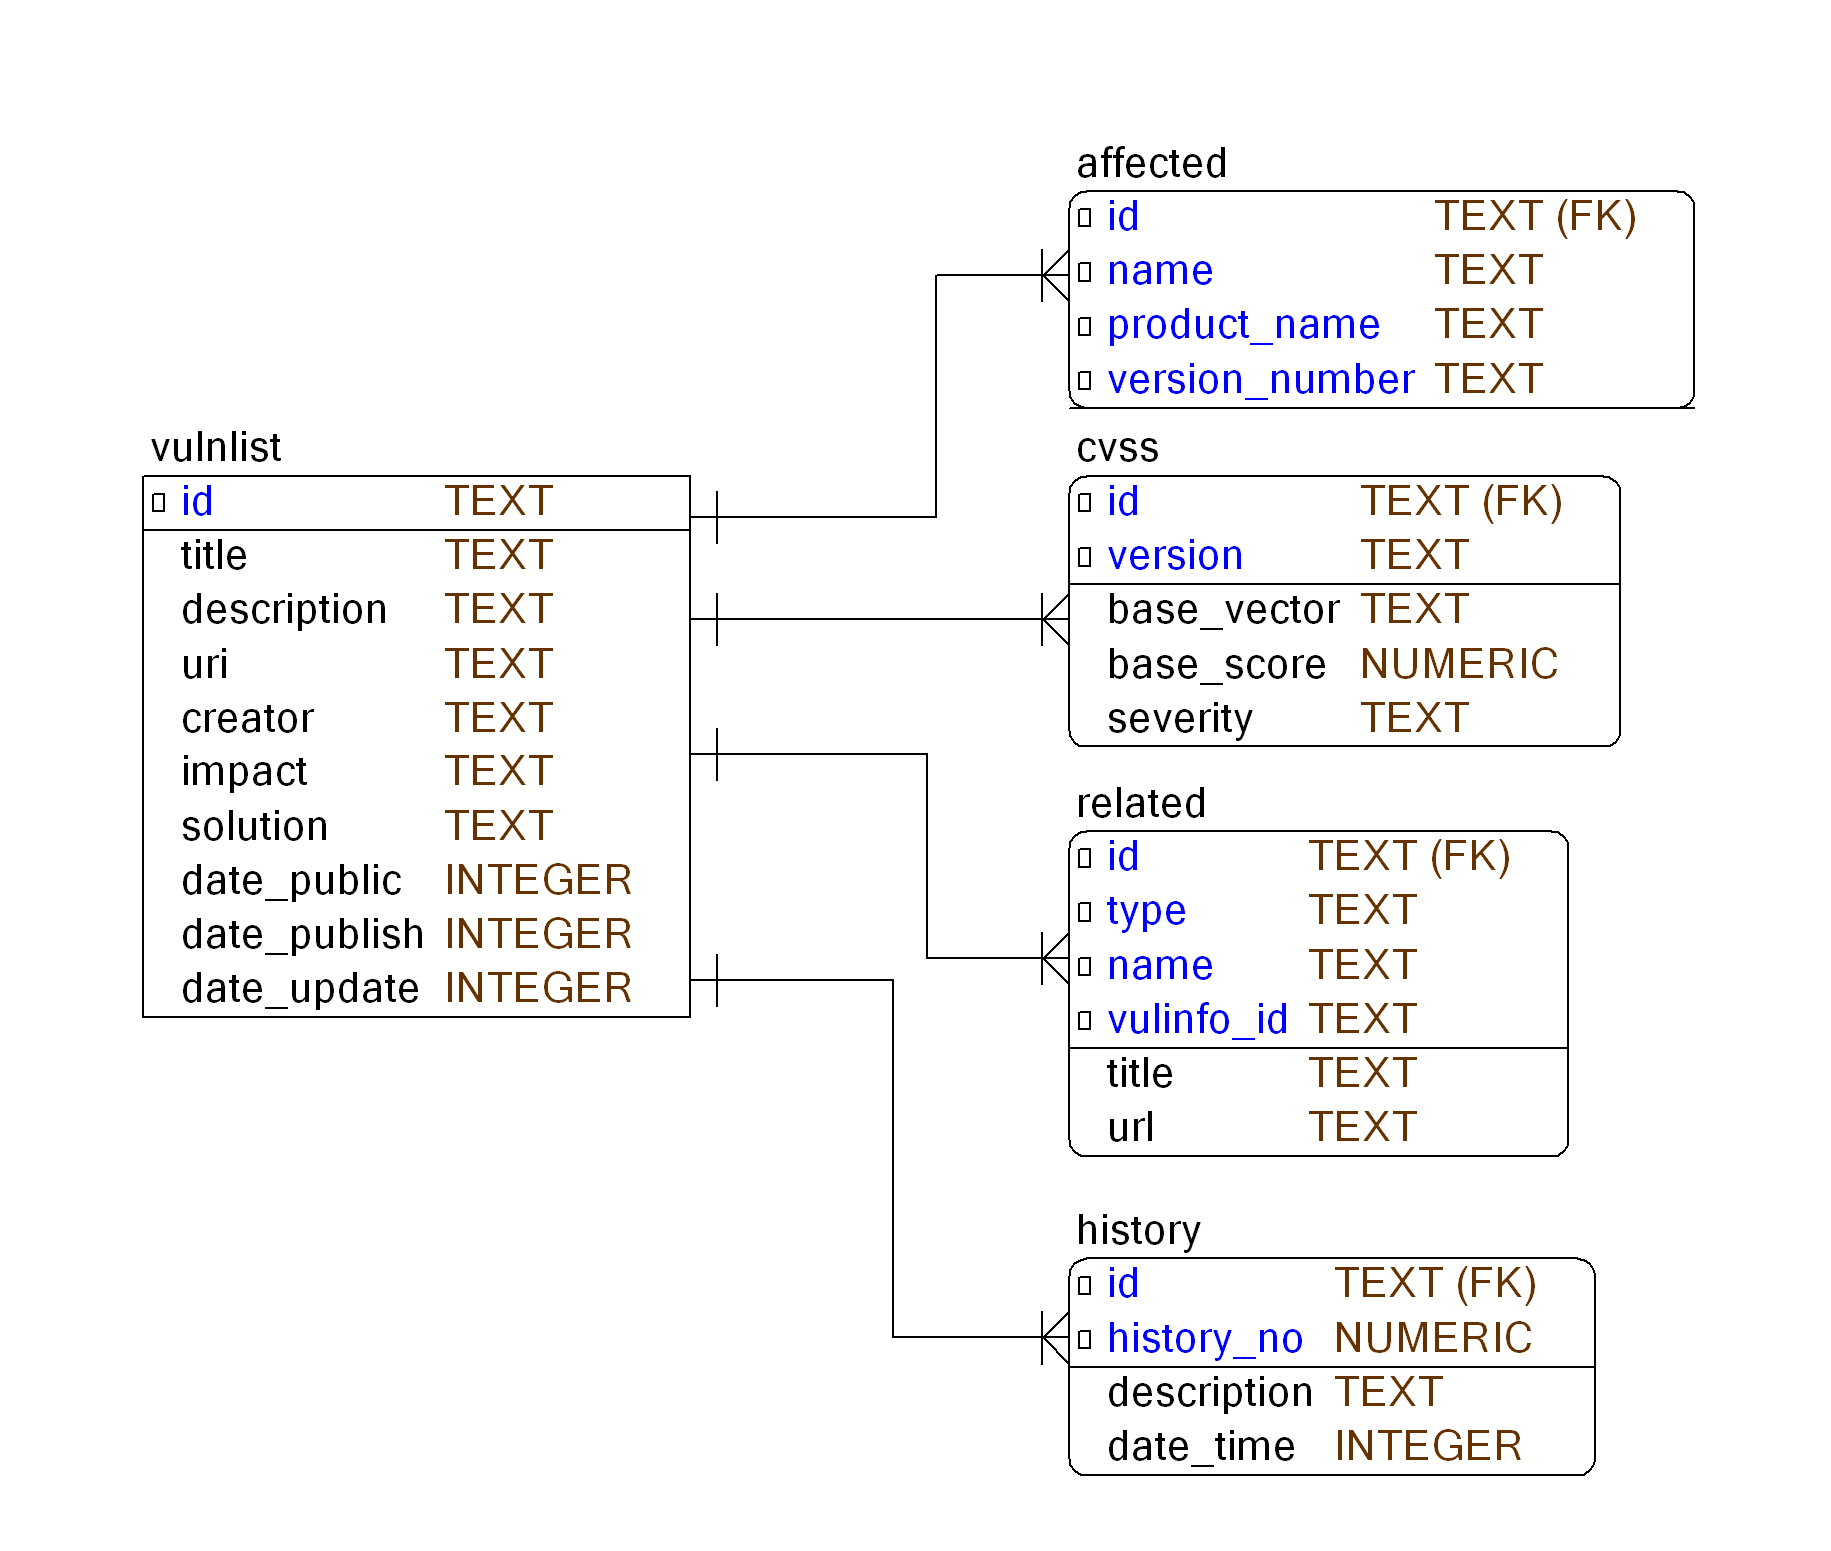 affected
id TEXT (FK)
name TEXT
product_name TEXT
version_number TEXT
vulnlist
id TEXT
title TEXT
description TEXT
uri TEXT
creator TEXT
impact TEXT
solution TEXT
date_public INTEGER
date_publish INTEGER
date_update INTEGER
cvss
id TEXT (FK)
version TEXT
base_vector TEXT
base_score NUMERIC
severity TEXT
related
id TEXT (FK)
type TEXT
name TEXT
vulinfo_id TEXT
title TEXT
url TEXT
history
id TEXT (FK)
history_no NUMERIC
description TEXT
date_time INTEGER